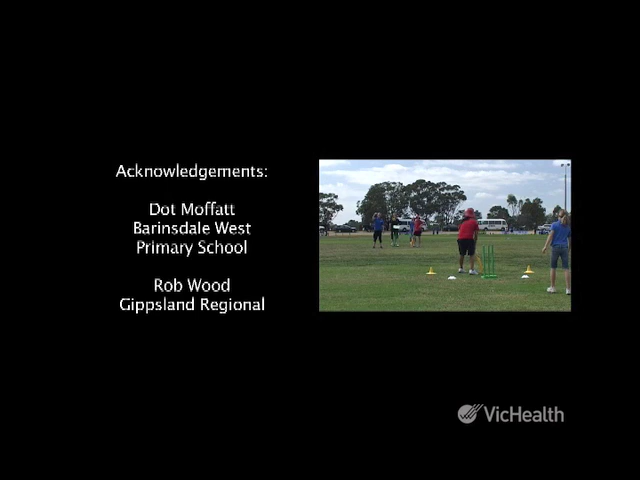 Acknowledgements:
Dot Moffatt
Barinsdale West
Primary School
Rob Wood
Gippsland Regional
VicHealth